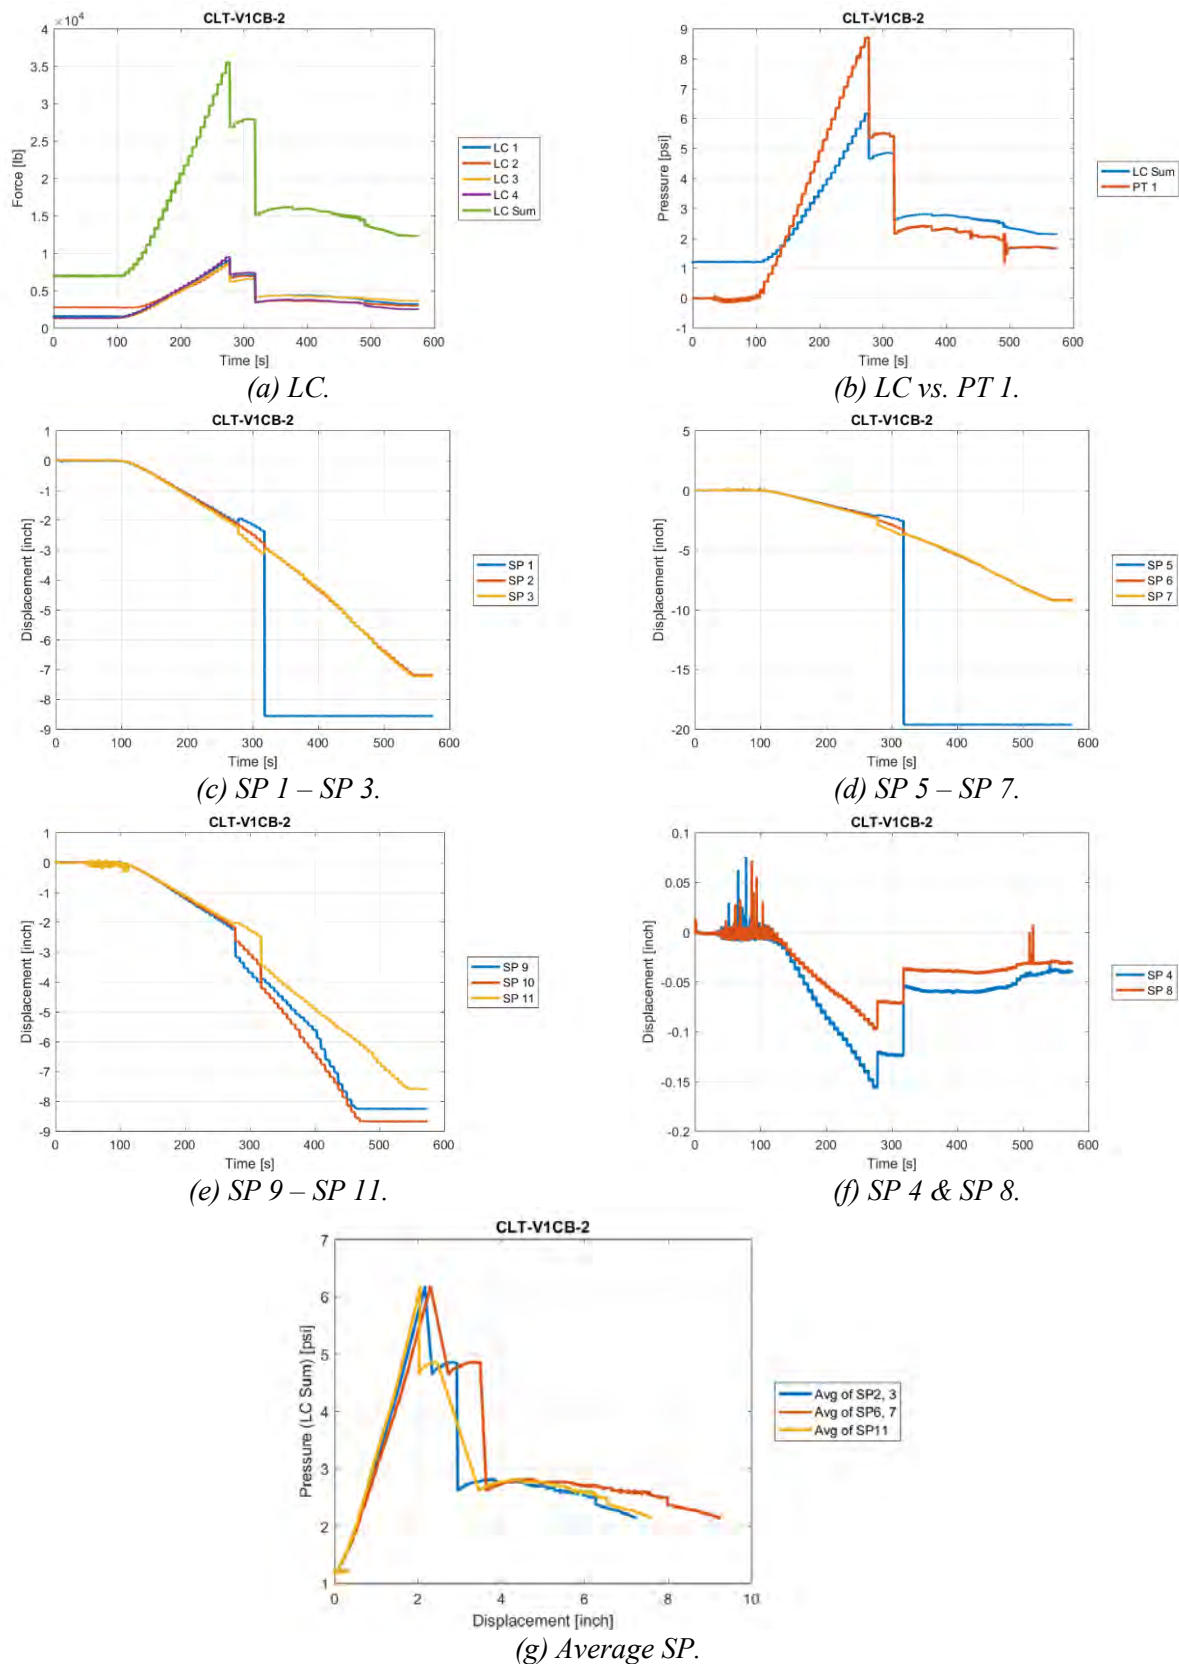 CLT-V1CB-2
×10^4
4
3.5
3
2.5
2
1.5
1
0.5
0
Force [lb]
0 100 200 300 400 500 600
Time [s]
LC 1
LC 2
LC 3
LC 4
LC Sum
(a) LC.
CLT-V1CB-2
9
8
7
6
5
4
3
2
1
0
-1
Pressure [psi]
0 100 200 300 400 500 600
Time [s]
LC Sum
PT 1
(b) LC vs. PT 1.
CLT-V1CB-2
1
0
-1
-2
-3
-4
-5
-6
-7
-8
-9
Displacement [inch]
0 100 200 300 400 500 600
Time [s]
SP 1
SP 2
SP 3
(c) SP 1 – SP 3.
CLT-V1CB-2
5
0
-5
-10
-15
-20
Displacement [inch]
0 100 200 300 400 500 600
Time [s]
SP 5
SP 6
SP 7
(d) SP 5 – SP 7.
CLT-V1CB-2
1
0
-1
-2
-3
-4
-5
-6
-7
-8
-9
Displacement [inch]
0 100 200 300 400 500 600
Time [s]
SP 9
SP 10
SP 11
(e) SP 9 – SP 11.
CLT-V1CB-2
0.1
0.05
0
-0.05
-0.1
-0.15
-0.2
Displacement [inch]
0 100 200 300 400 500 600
Time [s]
SP 4
SP 8
(f) SP 4 & SP 8.
CLT-V1CB-2
7
6
5
4
3
2
1
Pressure (LC Sum) [psi]
0 2 4 6 8 10
Displacement [inch]
Avg of SP2, 3
Avg of SP6, 7
Avg of SP11
(g) Average SP.